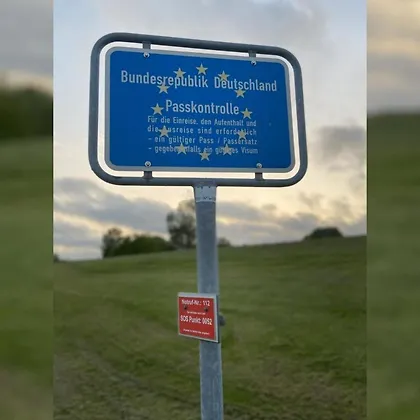 Bundesrepublik Deutschland
Passkontrolle
Für die Einreise, den Aufenthalt und
die Ausreise sind erforderlich
- ein gültiger Pass / Passersatz
- gegebenenfalls ein gültiges Visum
Notruf-Nr.: 112
SOS Punkt: 0052